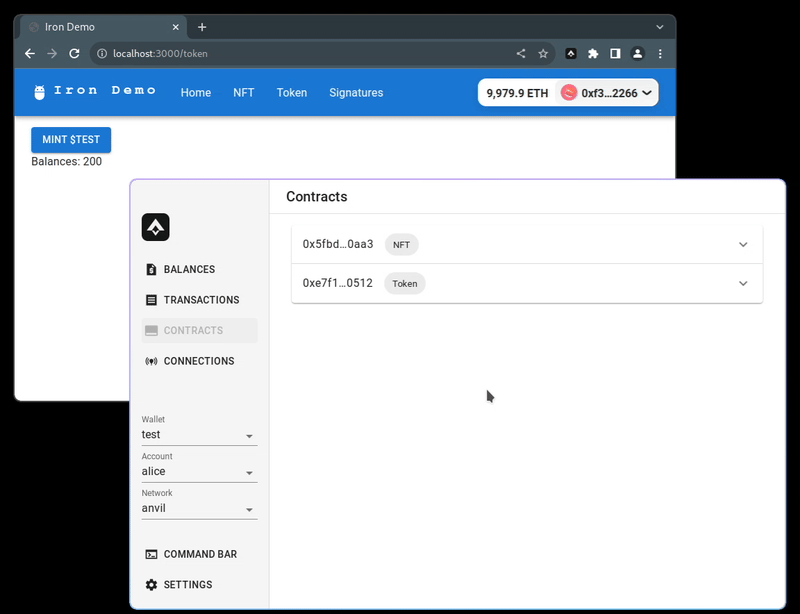 Iron Demo
localhost:3000/token
Iron Demo Home NFT Token Signatures 9,979.9 ETH 0xf3...2266
MINT $TEST
Balances: 200
Contracts
0x5fbd...0aa3 NFT
0xe7f1...0512 Token
BALANCES
TRANSACTIONS
CONTRACTS
CONNECTIONS
Wallet
test
Account
alice
Network
anvil
COMMAND BAR
SETTINGS